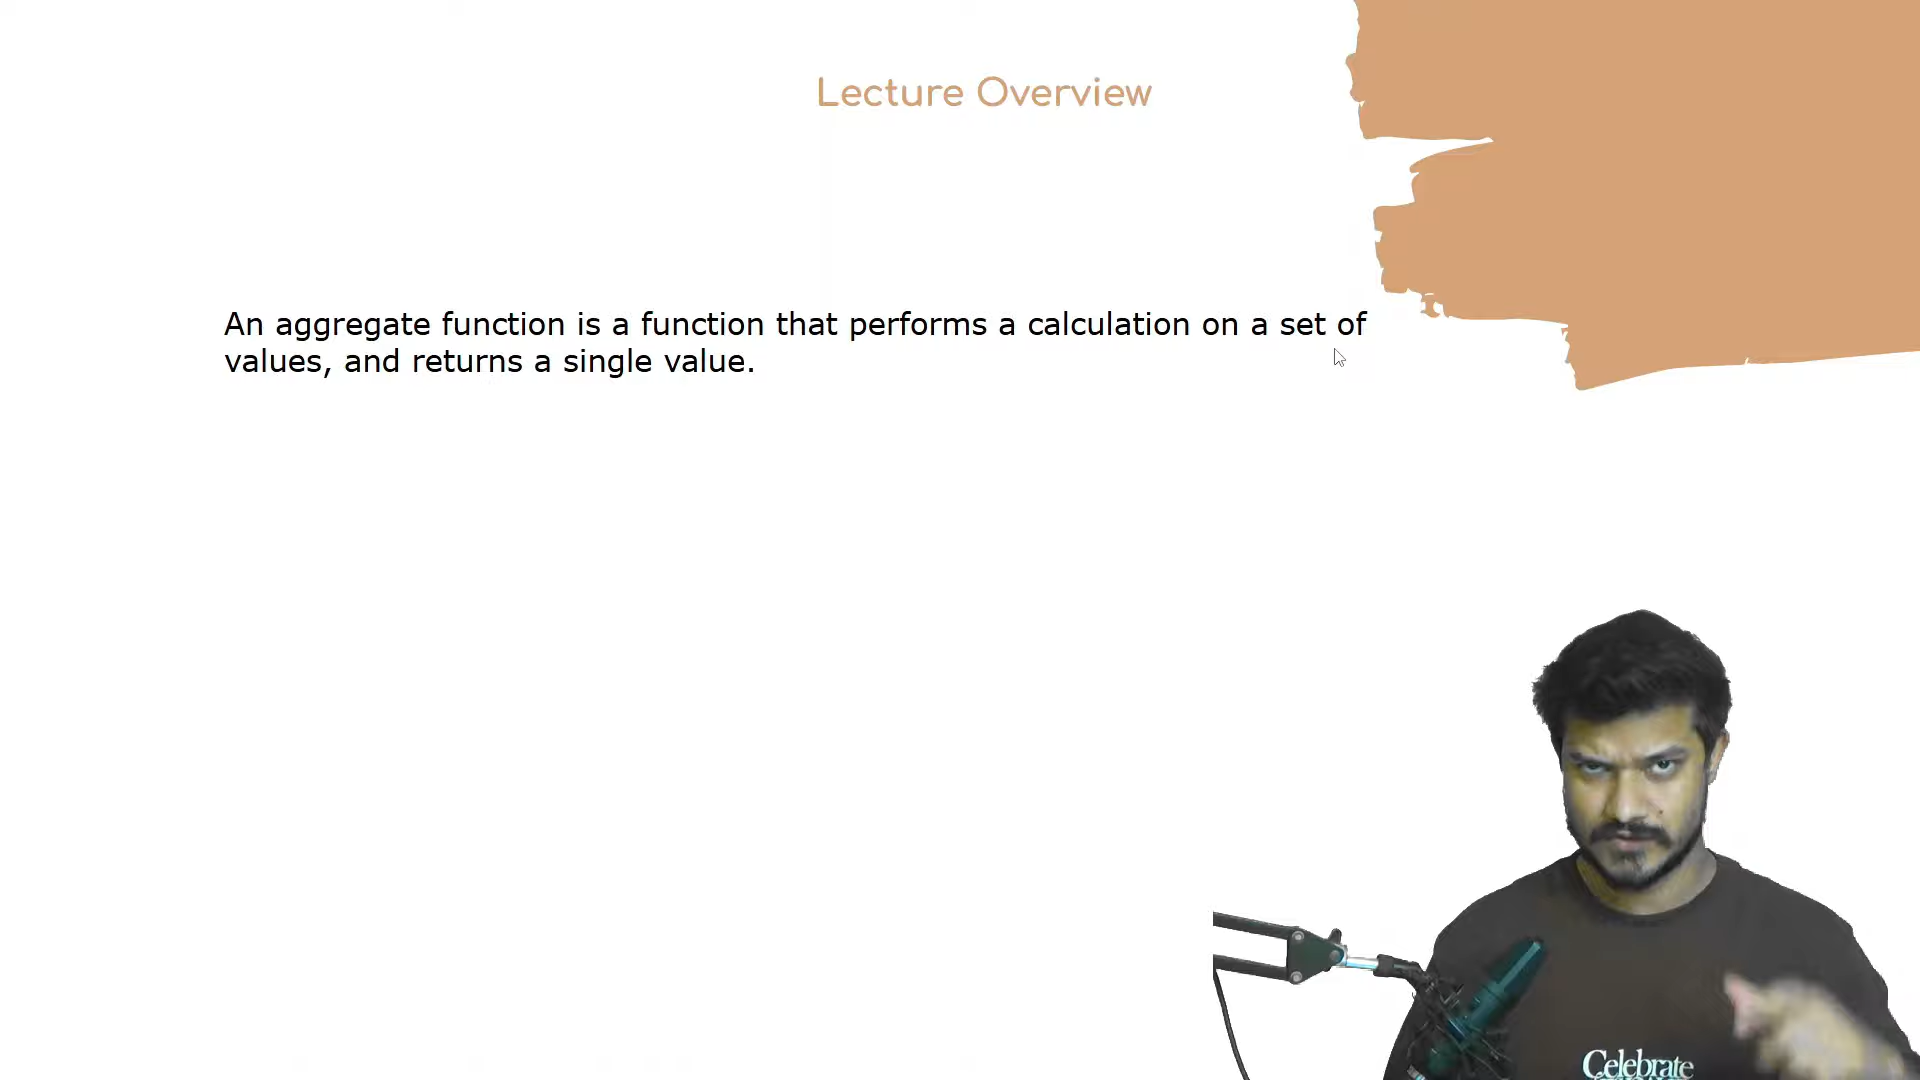 Lecture Overview
An aggregate function is a function that performs a calculation on a set of
values, and returns a single value.
Celebrate